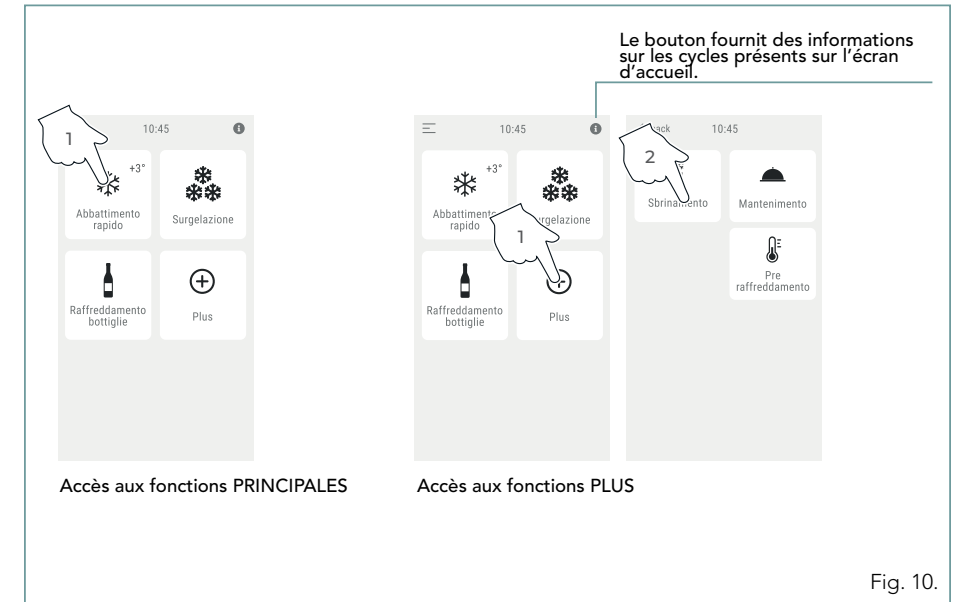 Le bouton fournit des informations
sur les cycles présents sur l'écran
d'accueil.
1
10:45
+3°
Abbattimento
rapido
Surgelazione
Raffreddamento
bottiglie
Plus
Accès aux fonctions PRINCIPALES
10:45
+3°
Abbattimento
rapido
1
Raffreddamento
bottiglie
Plus
10:45
2
Mantenimento
Pre
raffreddamento
Accès aux fonctions PLUS
Fig. 10.